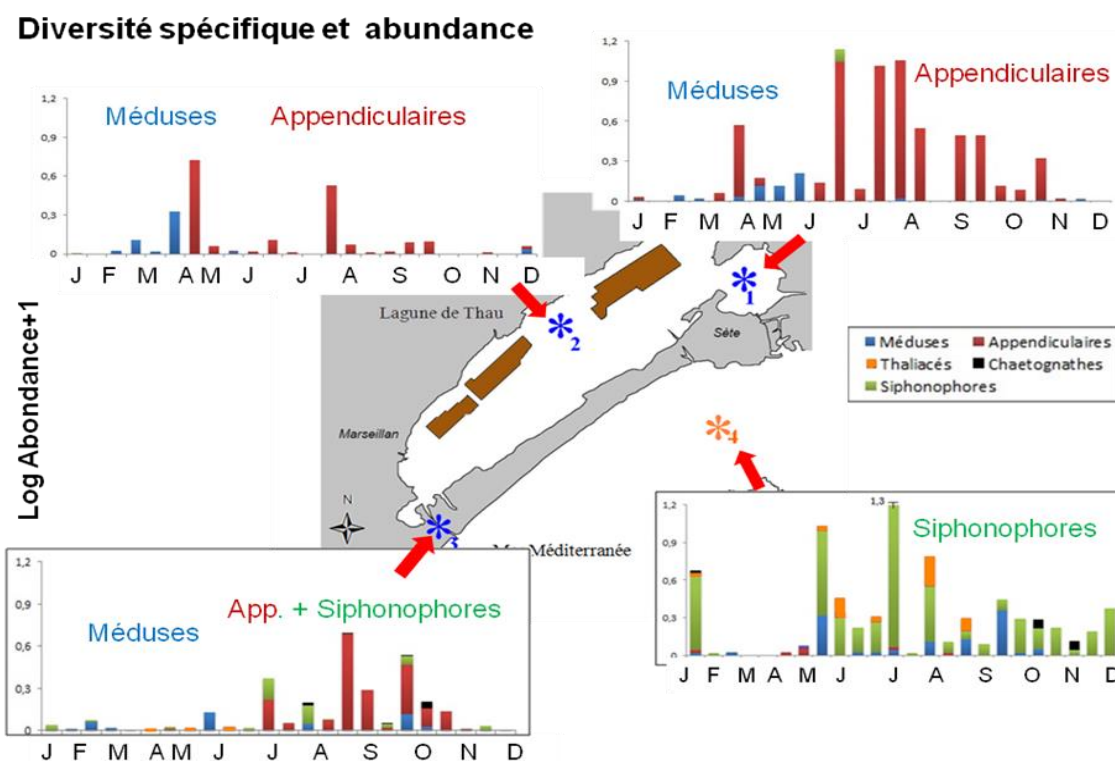 Diversité spécifique et abundance
1,2
0,9
0,6
0,3
0
Méduses
Appendiculaires
J F M A M J J A S O N D
1,2
0,9
0,6
0,3
0
Méduses
Appendiculaires
J F M A M J J A S O N D
Lagune de Thau
1
2
Sète
Méduses
Appendiculaires
Thaliacés
Chaetognathes
Siphonophores
Log Abondance+1
Marseillan
4
N
3
Méditerranée
1,2
0,9
0,6
0,3
0
Méduses
App. + Siphonophores
J F M A M J J A S O N D
1,2
0,9
0,6
0,3
0
1,3
Siphonophores
J F M A M J J A S O N D